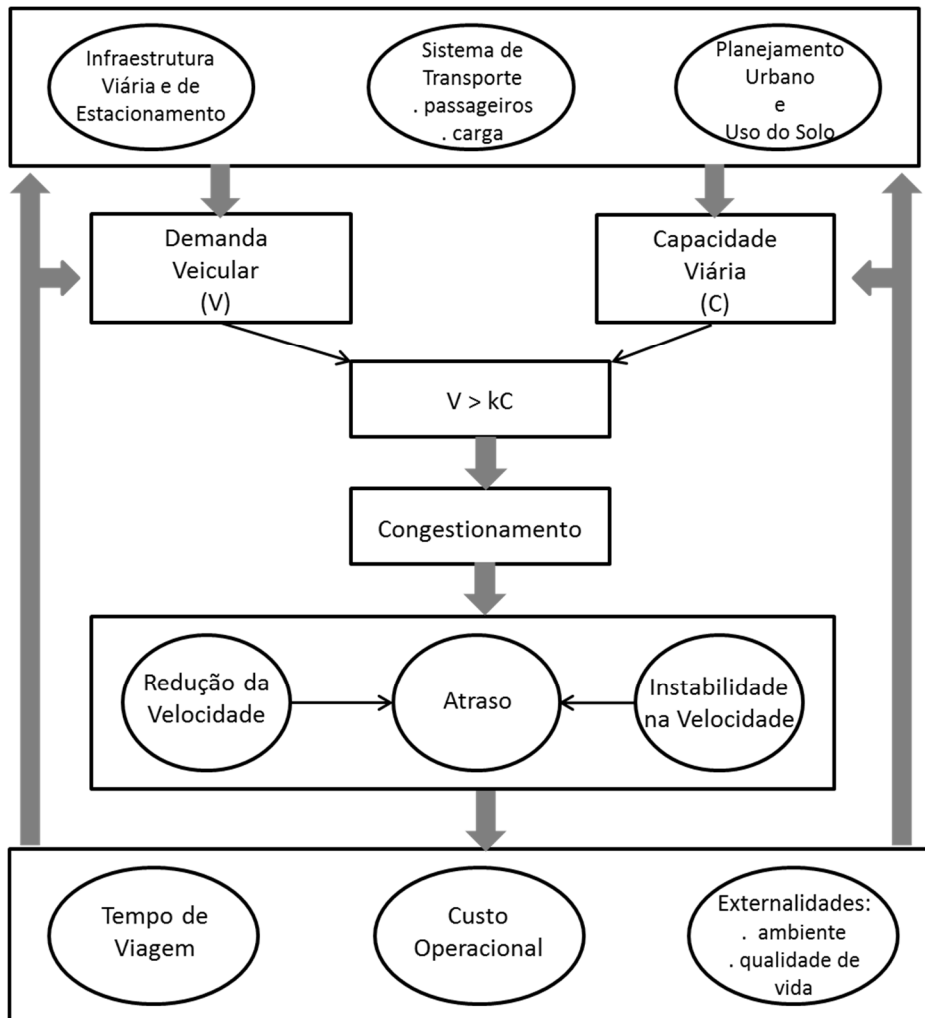 Infraestrutura
Viária e de
Estacionamento
Sistema de
Transporte
. passageiros
. carga
Planejamento
Urbano
e
Uso do Solo
Demanda
Veicular
(V)
Capacidade
Viária
(C)
V > kC
Congestionamento
Redução da
Velocidade
Atraso
Instabilidade
na Velocidade
Tempo de
Viagem
Custo
Operacional
Externalidades:
. ambiente
. qualidade de
vida